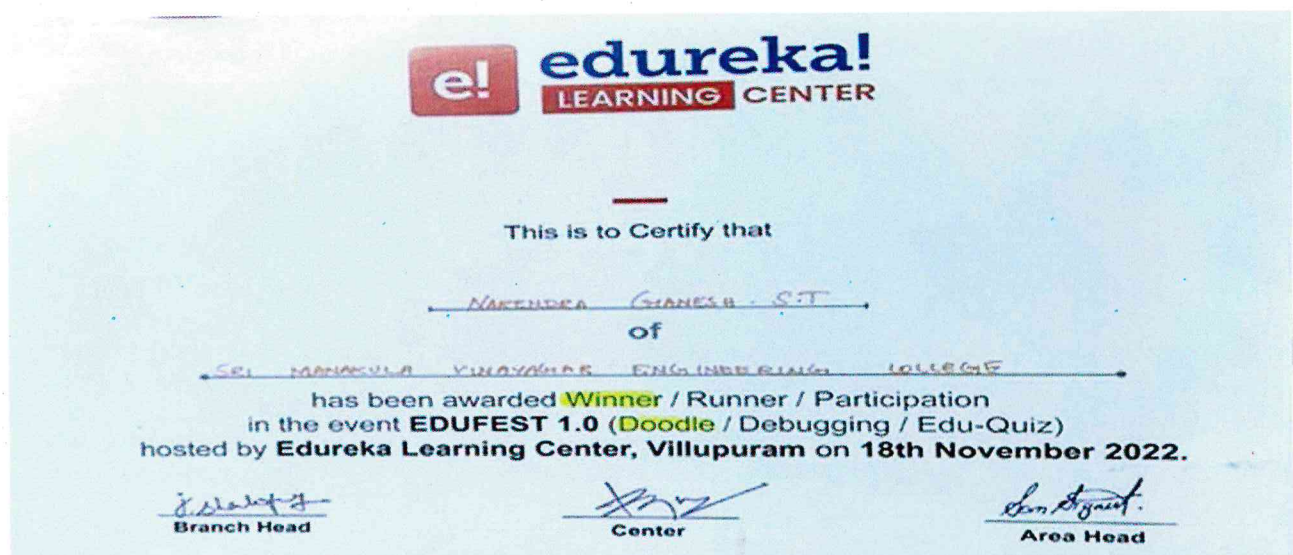 e! edureka!
LEARNING CENTER
This is to Certify that
NARENDRA GANESH. S.T
of
SRI MANAKULA VINAYAGAR ENGINEERING COLLEGE
has been awarded Winner / Runner / Participation
in the event EDUFEST 1.0 (Doodle / Debugging / Edu-Quiz)
hosted by Edureka Learning Center, Villupuram on 18th November 2022.
Branch Head
Center
Area Head